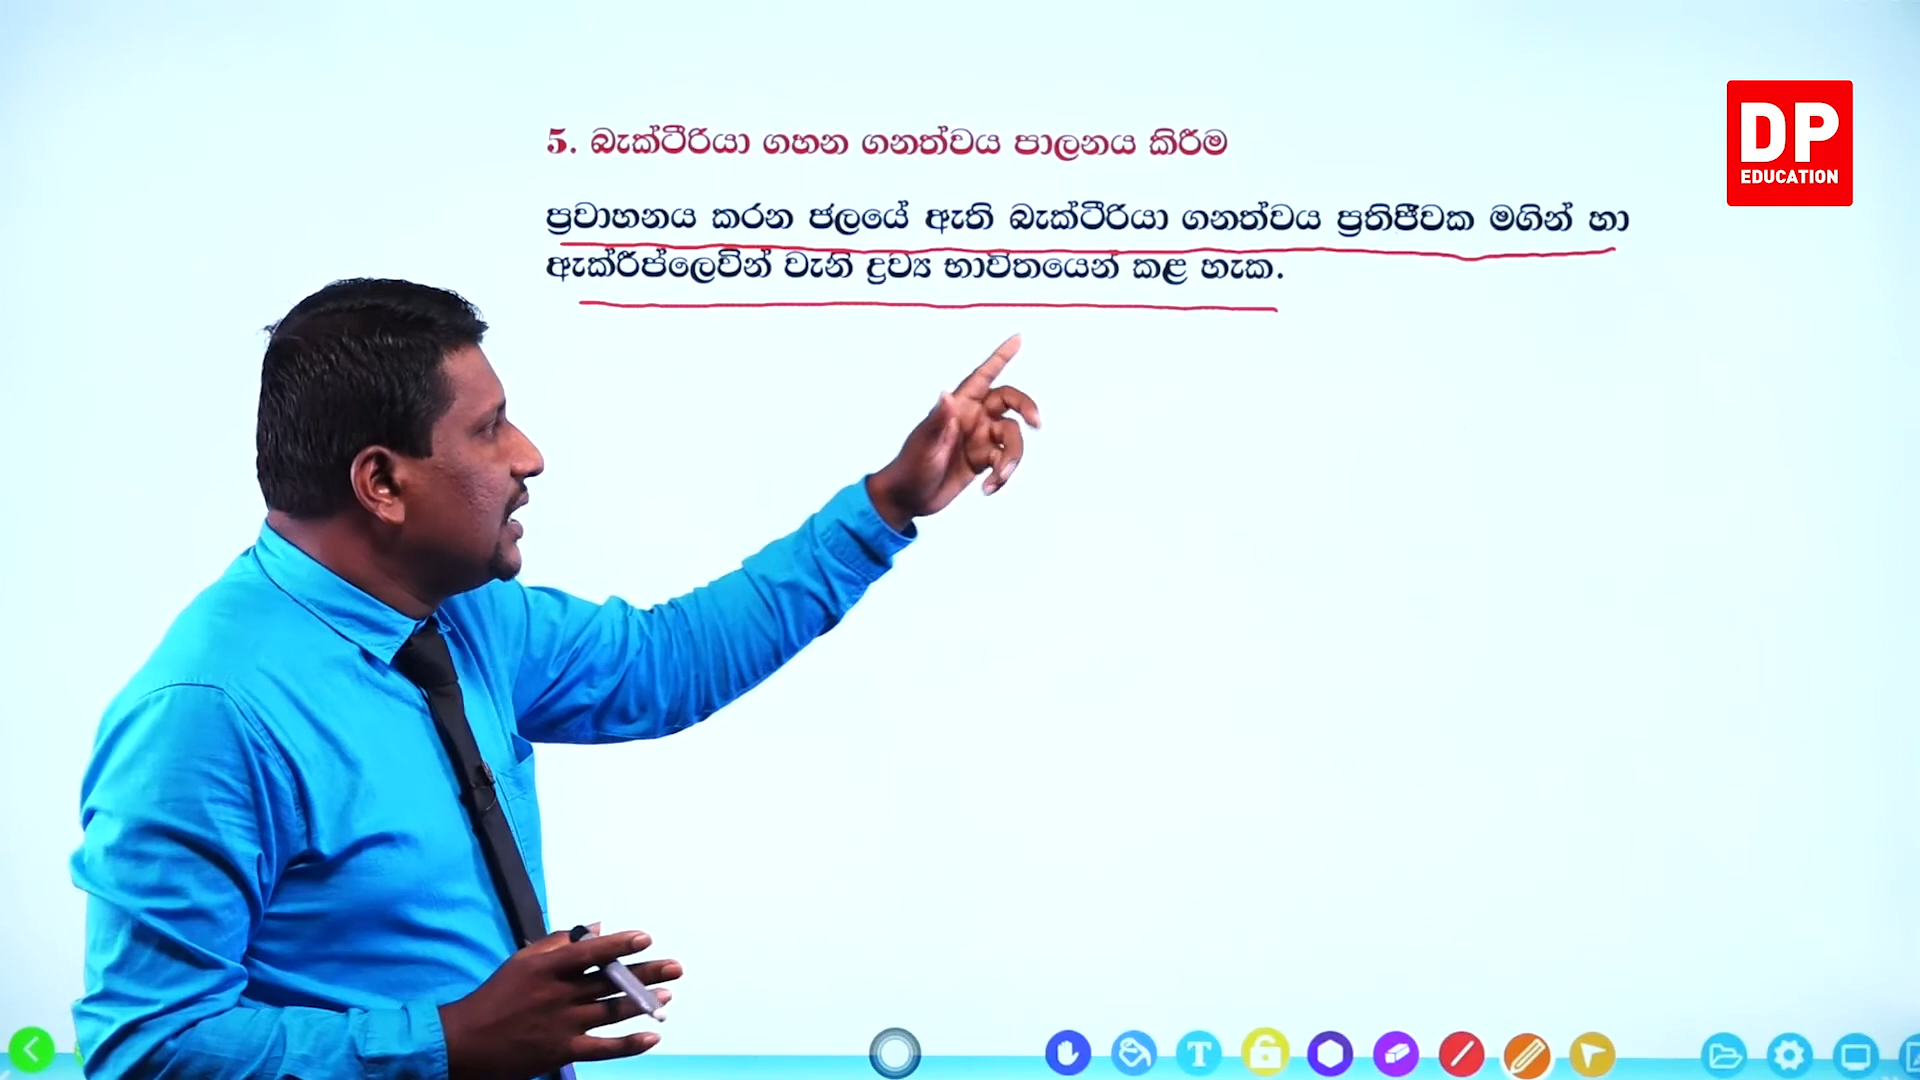 5. බැක්ටීරියා ගහන ගනත්වය පාලනය කිරීම
ප්‍රවාහනය කරන ජලයේ ඇති බැක්ටීරියා ගනත්වය ප්‍රතිජීවක මගින් හා
ඇක්රීප්ලෙවින් වැනි ද්‍රව්‍ය භාවිතයෙන් කළ හැක.
DP
EDUCATION
T